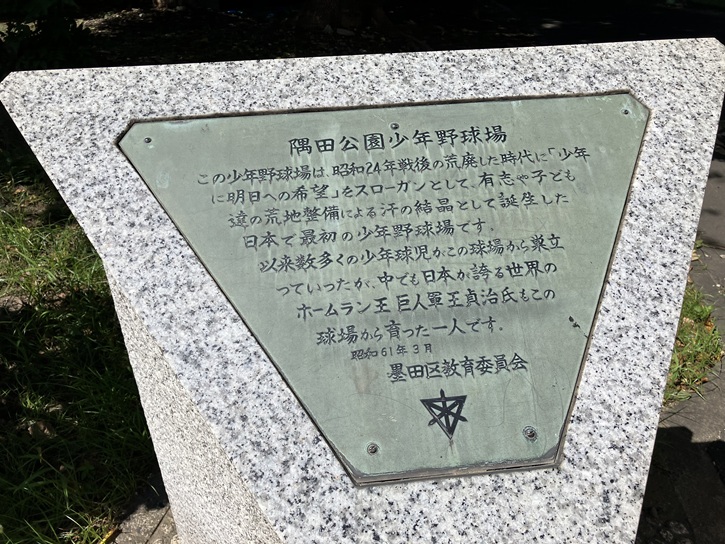 隅田公園少年野球場
この少年野球場は、昭和24年戦後の荒廃した時代に「少年
に明日への希望」をスローガンとして、有志や子ども
達の荒地整備による汗の結晶として誕生した
日本で最初の少年野球場です。
以来数多くの少年球児がこの球場から巣立
っていったが、中でも日本が誇る世界の
ホームラン王 巨人軍王貞治氏もこの
球場から育った一人です。
昭和61年3月
墨田区教育委員会